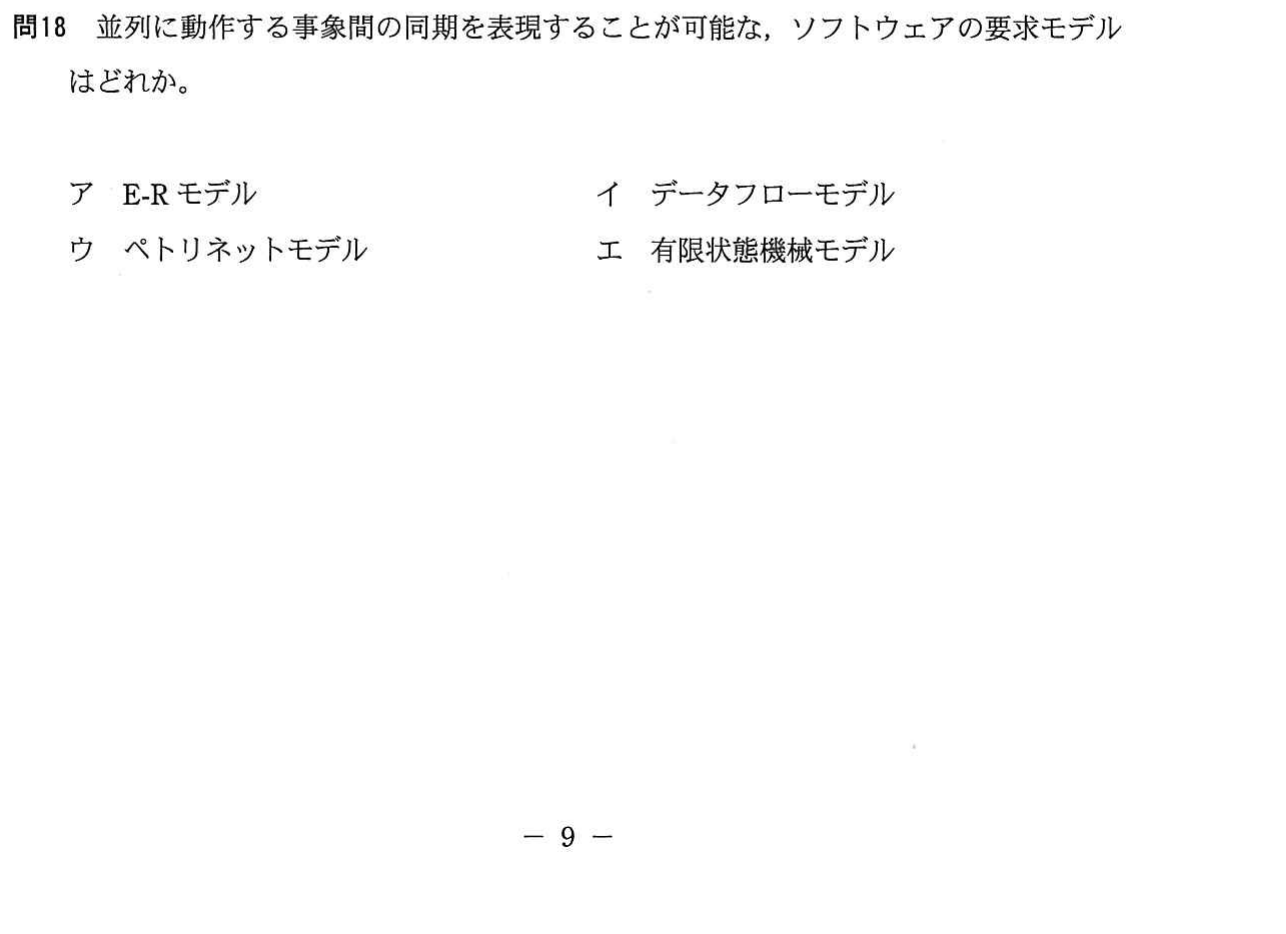 問18 並列に動作する事象間の同期を表現することが可能な，ソフトウェアの要求モデル
はどれか。
ア E-R モデル イ データフローモデル
ウ ペトリネットモデル エ 有限状態機械モデル
－ 9 －